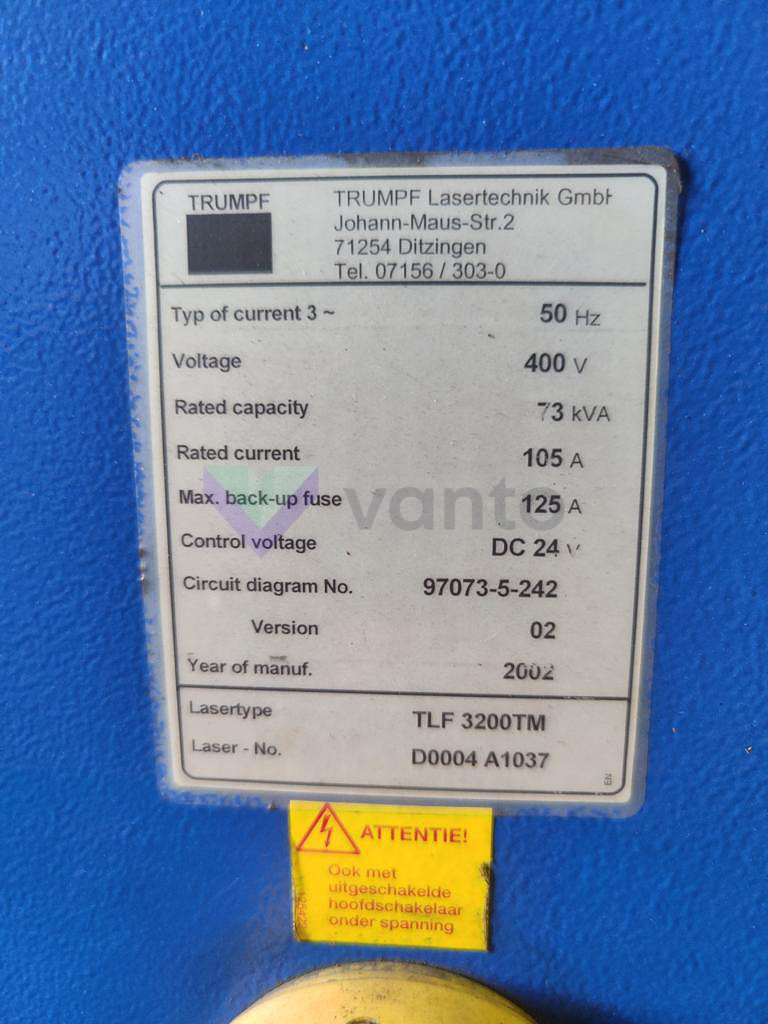 TRUMPF
TRUMPF Lasertechnik GmbH
Johann-Maus-Str.2
71254 Ditzingen
Tel. 07156 / 303-0
Typ of current 3 ~ 50 Hz
Voltage 400 V
Rated capacity 73 kVA
Rated current 105 A
Max. back-up fuse 125 A
vanto
Control voltage DC 24 V
Circuit diagram No. 97073-5-242
Version 02
Year of manuf. 2002
Lasertype TLF 3200TM
Laser - No. D0004 A1037
EN
ATTENTIE!
Ook met
uitgeschakelde
hoofdschakelaar
onder spanning